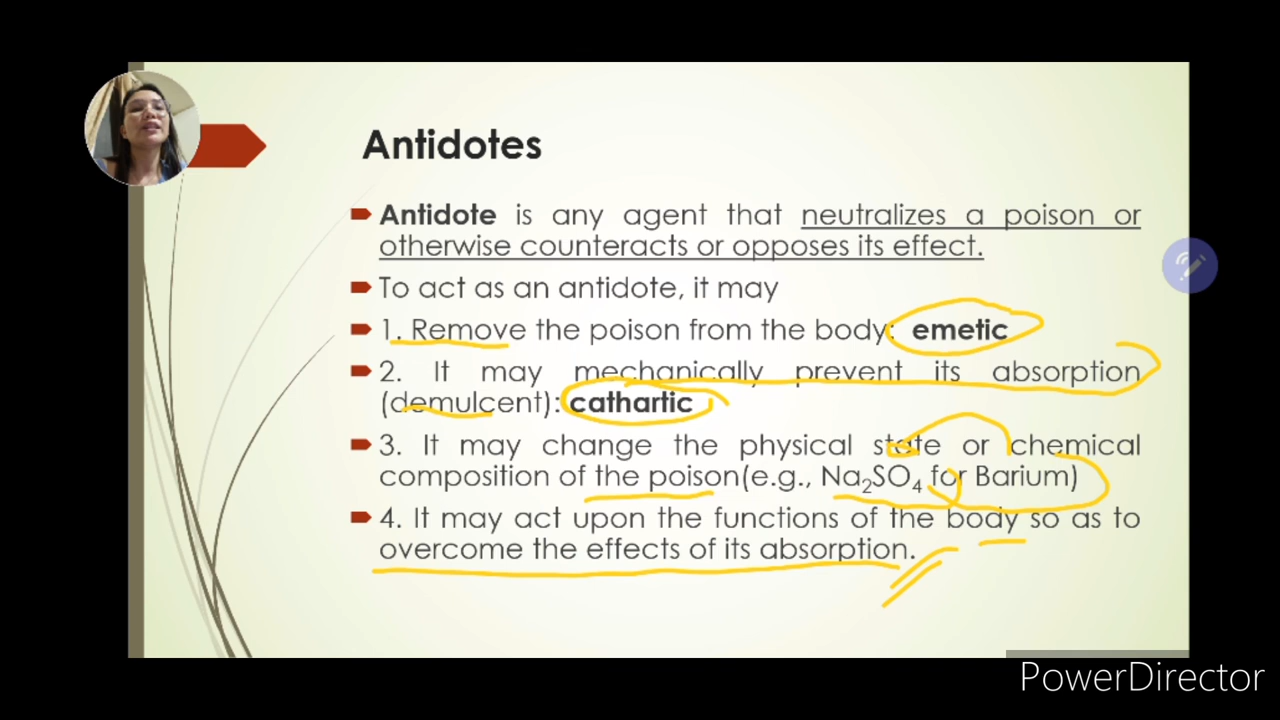 Antidotes
Antidote is any agent that neutralizes a poison or
otherwise counteracts or opposes its effect.
To act as an antidote, it may
1. Remove the poison from the body: emetic
2. It may mechanically prevent its absorption
(demulcent): cathartic
3. It may change the physical state or chemical
composition of the poison(e.g., Na₂SO₄ for Barium)
4. It may act upon the functions of the body so as to
overcome the effects of its absorption.
PowerDirector